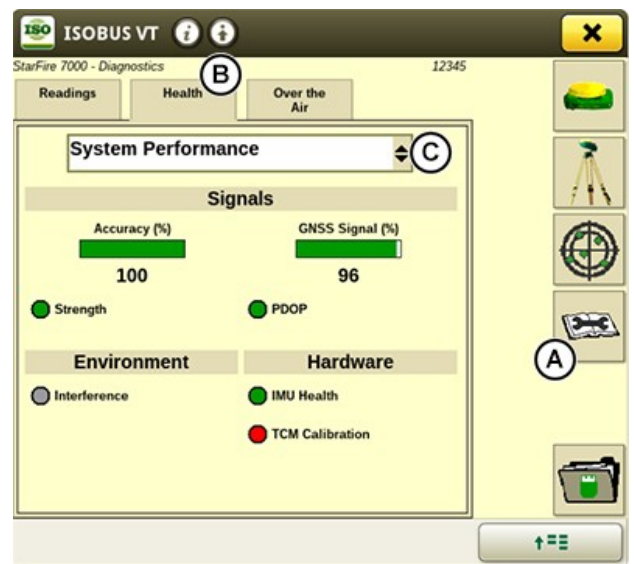 ISO ISOBUS VT i
StarFire 7000 - Diagnostics 12345
B
Readings Health Over the
Air
System Performance C
Signals
Accuracy (%) GNSS Signal (%)
100 96
Strength PDOP
Environment Hardware
A
Interference IMU Health
TCM Calibration